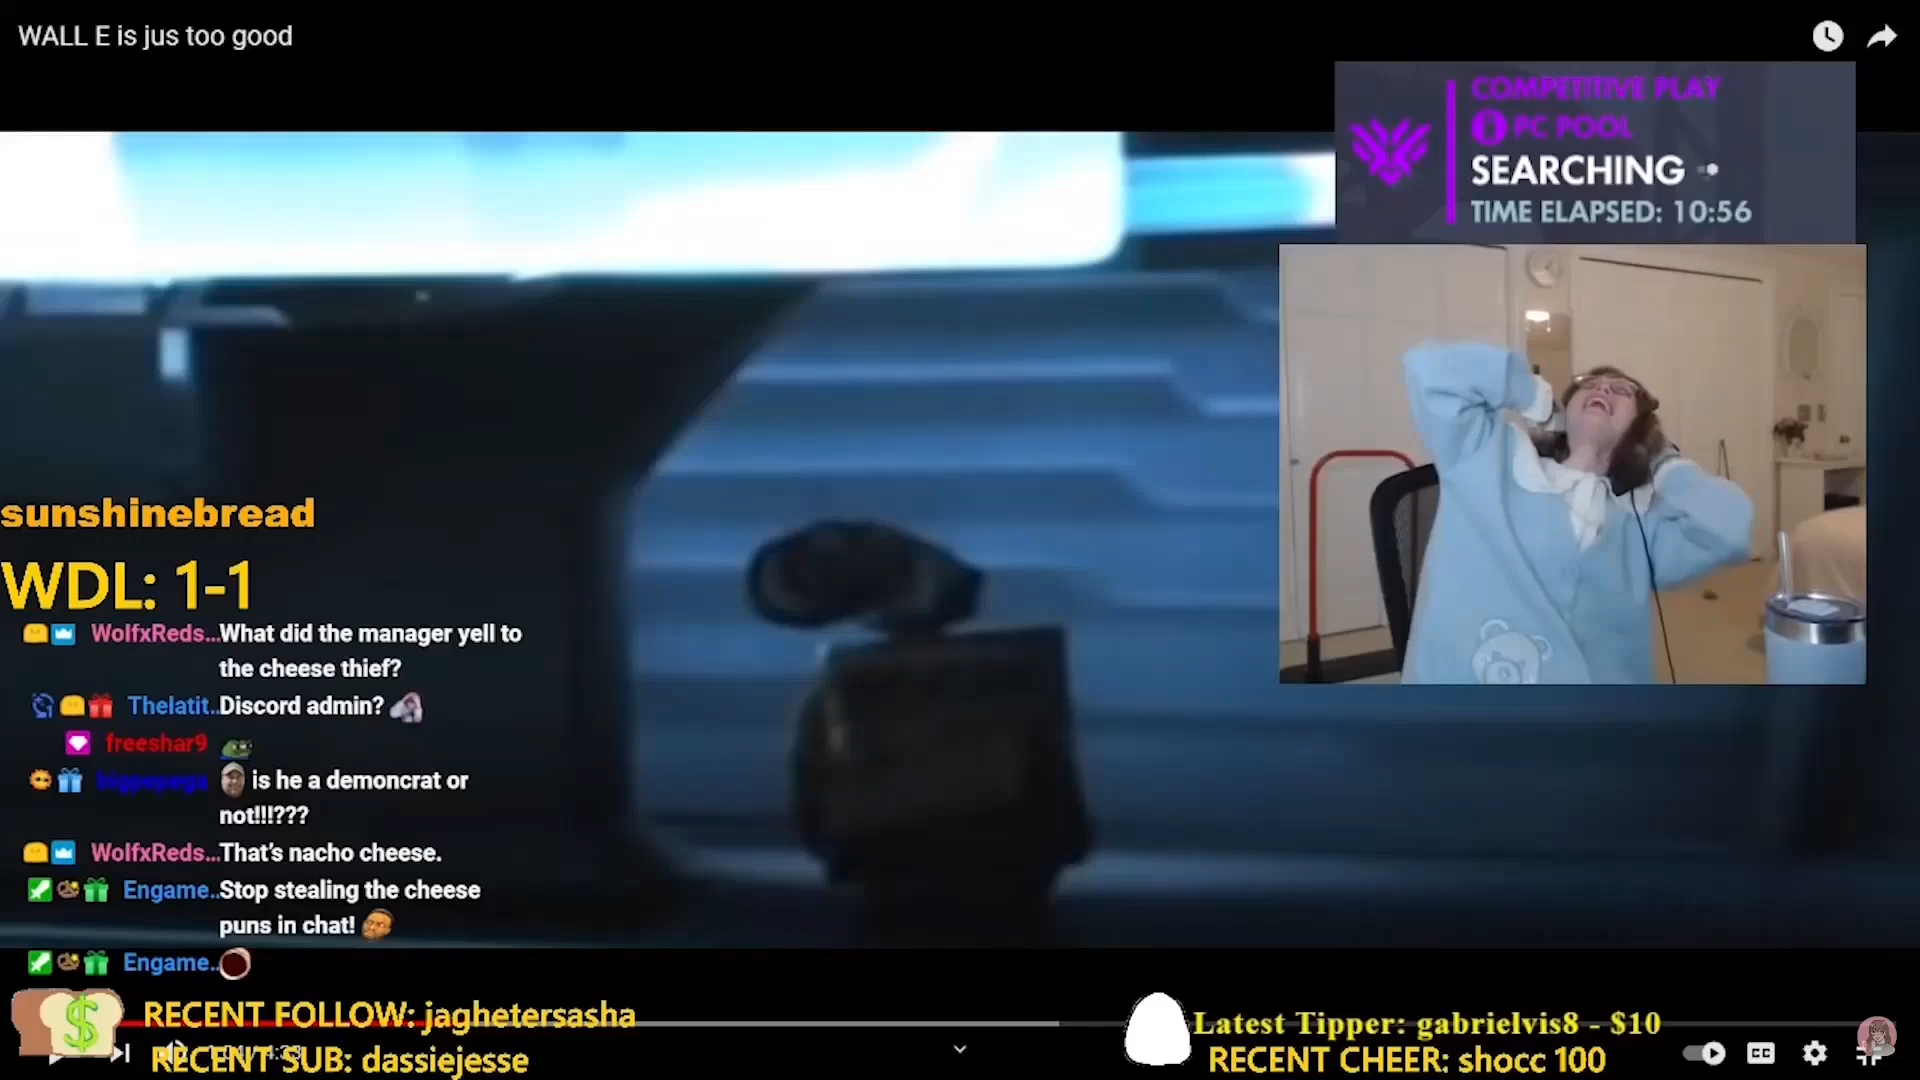 WALL E is jus too good
COMPETITIVE PLAY
PC POOL
SEARCHING
TIME ELAPSED: 10:56
sunshinebread
WDL: 1-1
WolfxReds...What did the manager yell to
the cheese thief?
Thelatit..Discord admin?
freeshar9
bigpepega is he a demoncrat or
not!!!???
WolfxReds...That's nacho cheese.
Engame..Stop stealing the cheese
puns in chat!
Engame..
RECENT FOLLOW: jaghetersasha
RECENT SUB: dassiejesse
Latest Tipper: gabrielvis8 - $10
RECENT CHEER: shocc 100
CC